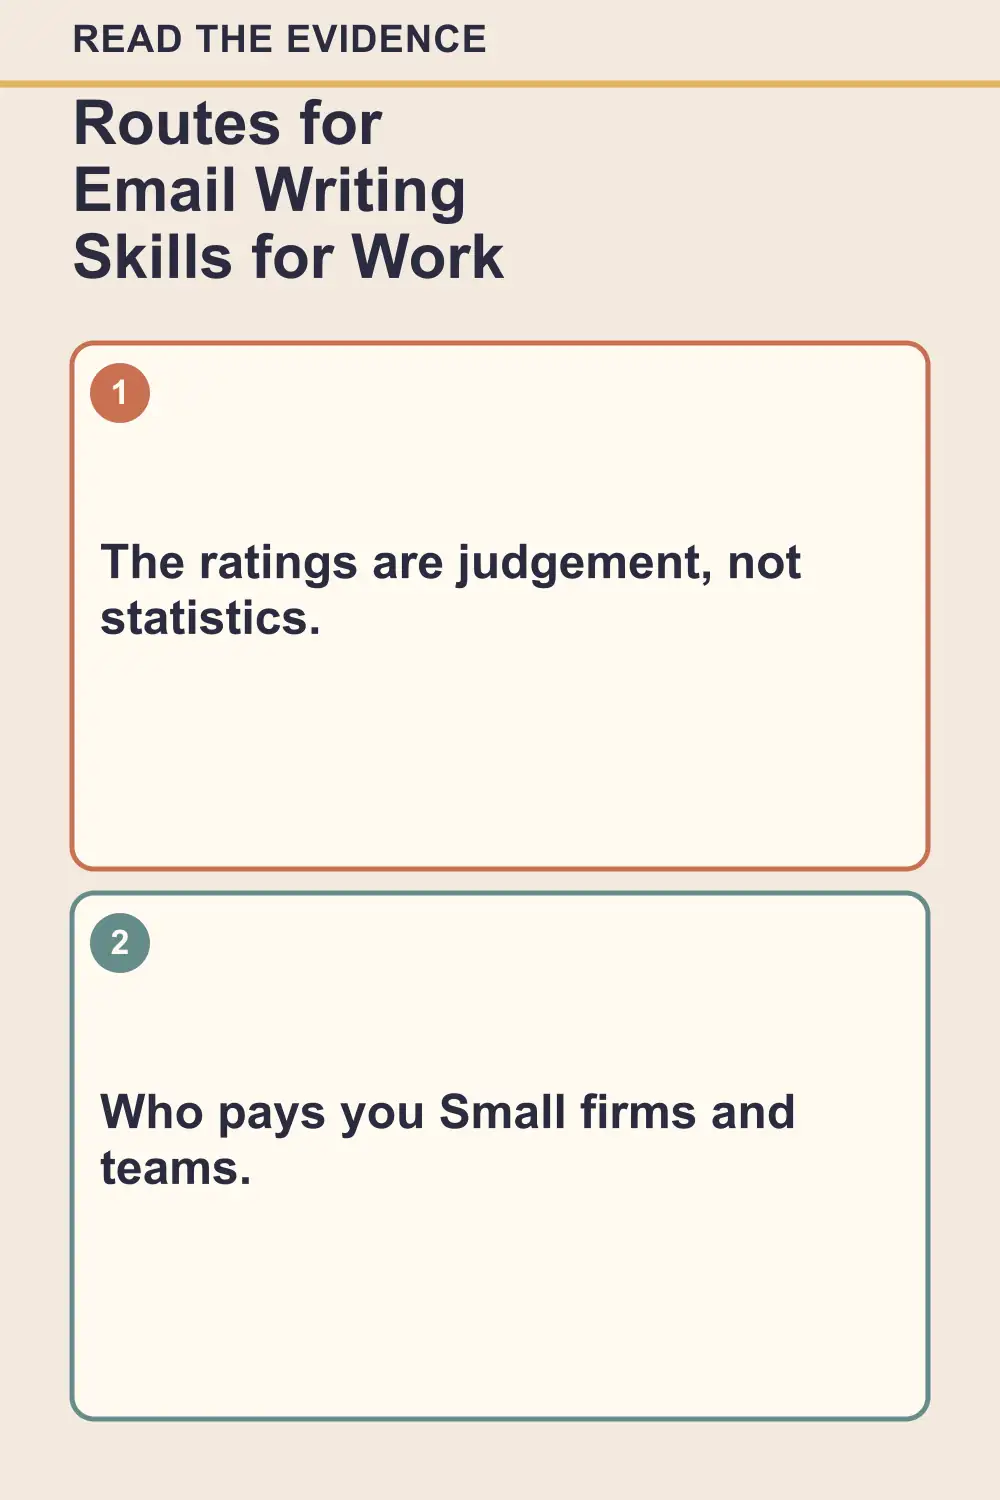 READ THE EVIDENCE
Routes for
Email Writing
Skills for Work
1
The ratings are judgement, not
statistics.
2
Who pays you Small firms and
teams.